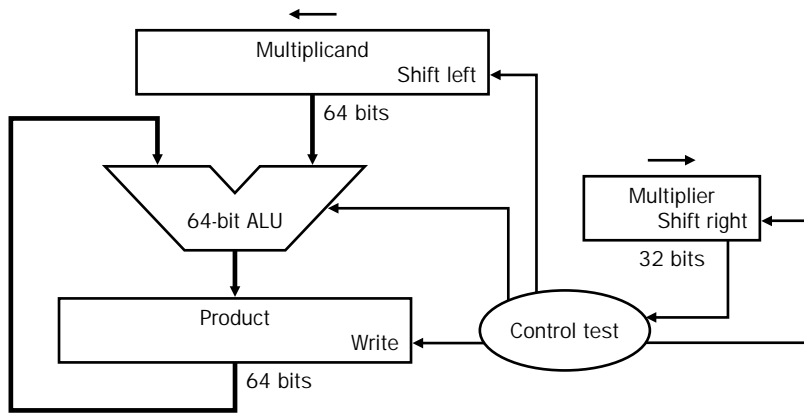 Multiplicand
Shift left
64 bits
64-bit ALU
Multiplier
Shift right
32 bits
Product
Write
Control test
64 bits